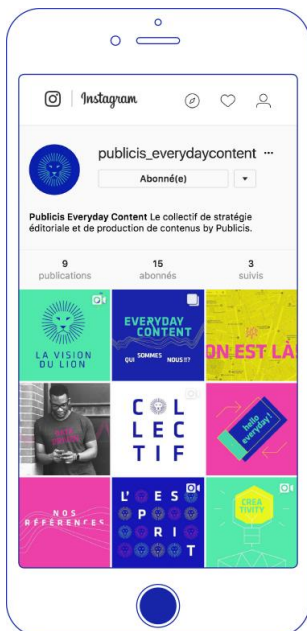 Instagram
publicis_everydaycontent ...
Abonné(e)
Publicis Everyday Content Le collectif de stratégie
éditoriale et de production de contenus by Publicis.
9 15 3
publications abonnés suivis
LA VISION
DU LION
EVERYDAY
CONTENT
QUI SOMMES NOUS !!?
ON EST LÀ!
COL
LEC
TIF
hello
everyday !
NOS
RÉFÉRENCES
L'ES
PRI
T
CREA
TIVITY